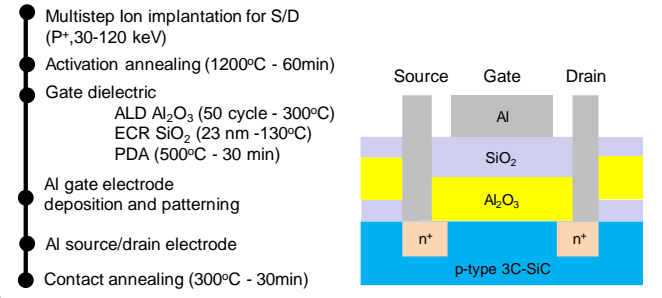 Multistep Ion implantation for S/D
(P⁺,30-120 keV)
Activation annealing (1200°C - 60min)
Gate dielectric
ALD Al₂O₃ (50 cycle - 300°C)
ECR SiO₂ (23 nm -130°C)
PDA (500°C - 30 min)
Al gate electrode
deposition and patterning
Al source/drain electrode
Contact annealing (300°C - 30min)
Source Gate Drain
Al
SiO₂
Al₂O₃
n⁺ n⁺
p-type 3C-SiC